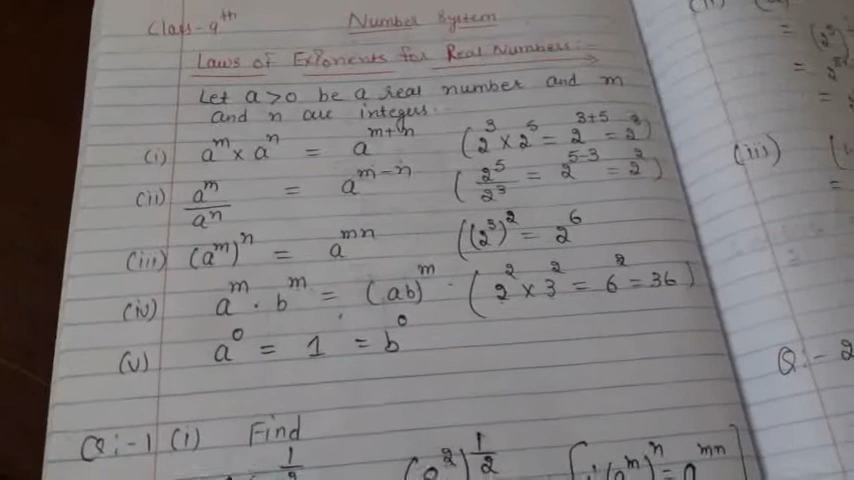 Class-9th Number System
Laws of Exponents for Real Numbers:-
Let a>0 be a real number and m
and n are integers.
(i) a^m × a^n = a^(m+n) (2^3 × 2^5 = 2^(3+5) = 2^8)
(ii) a^m/a^n = a^(m-n) (2^5/2^3 = 2^(5-3) = 2^2)
(iii) (a^m)^n = a^(mn) ((2^3)^2 = 2^6
(iv) a^m · b^m = (ab)^m · (2^2 × 3^2 = 6^2 = 36)
(v) a^0 = 1 = b^0
Q:-1 (i) Find
(iii)
Q:- 2